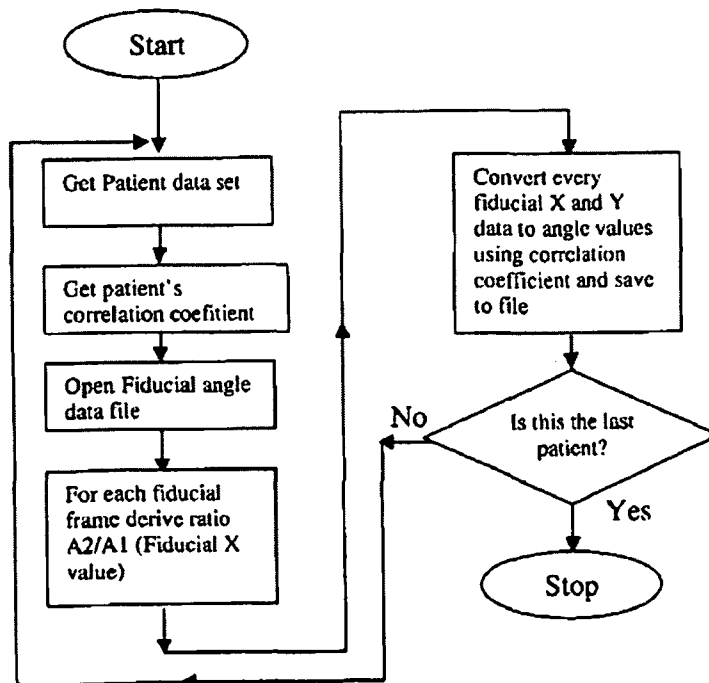 Start
Get Patient data set
Get patient's
correlation coefitient
Open Fiducial angle
data file
For each fiducial
frame derive ratio
A2/A1 (Fiducial X
value)
Convert every
fiducial X and Y
data to angle values
using correlation
coefficient and save
to file
Is this the last
patient?
No
Yes
Stop